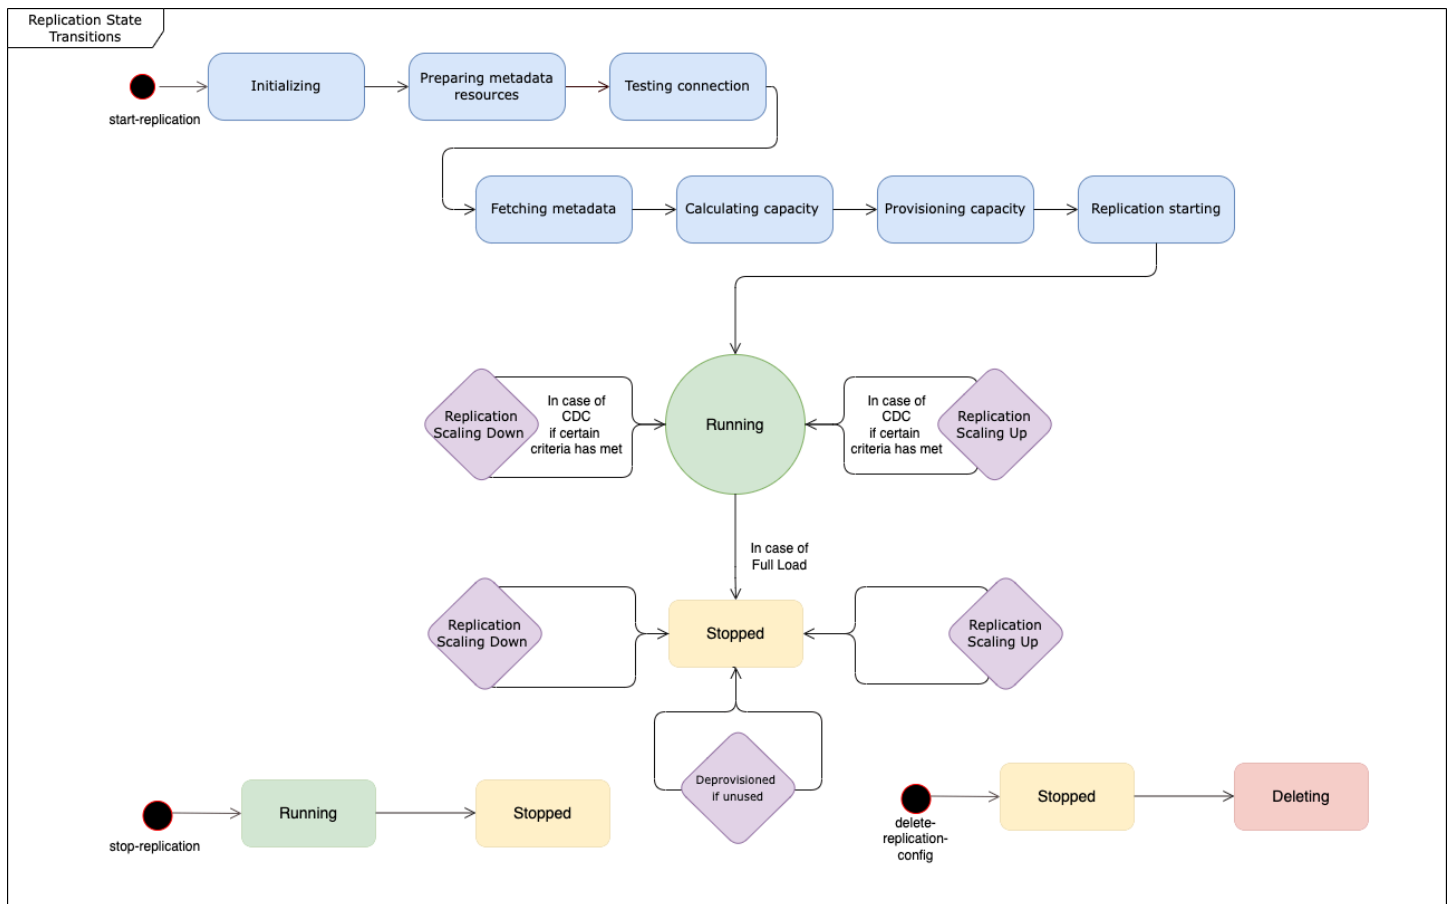 Replication State
Transitions
Initializing
Preparing metadata
resources
Testing connection
start-replication
Fetching metadata
Calculating capacity
Provisioning capacity
Replication starting
Replication
Scaling Down
In case of
CDC
if certain
criteria has met
Running
In case of
CDC
if certain
criteria has met
Replication
Scaling Up
In case of
Full Load
Replication
Scaling Down
Stopped
Replication
Scaling Up
Deprovisioned
if unused
stop-replication
Running
Stopped
delete-
replication-
config
Stopped
Deleting